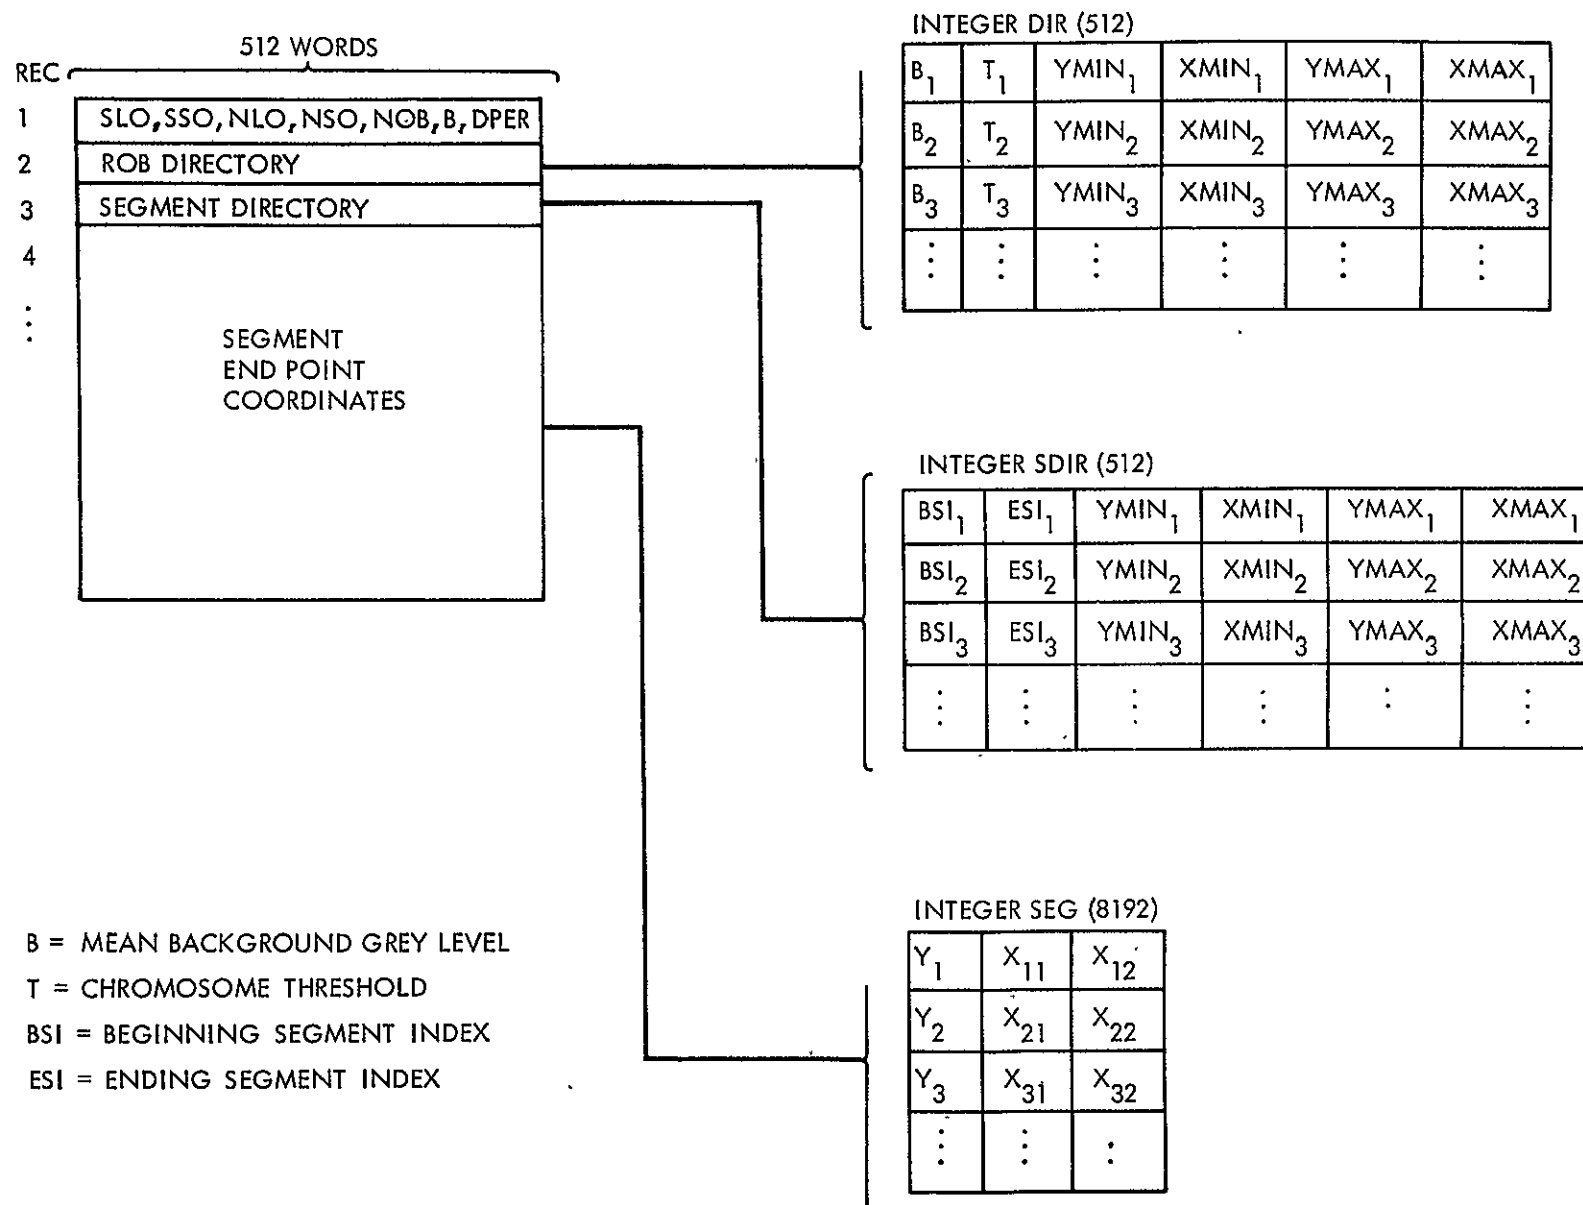 512 WORDS
REC
1 SLO, SSO, NLO, NSO, NOB, B, DPER
2 ROB DIRECTORY
3 SEGMENT DIRECTORY
4
⋮
SEGMENT
END POINT
COORDINATES
INTEGER DIR (512)
B1 T1 YMIN1 XMIN1 YMAX1 XMAX1
B2 T2 YMIN2 XMIN2 YMAX2 XMAX2
B3 T3 YMIN3 XMIN3 YMAX3 XMAX3
⋮ ⋮ ⋮ ⋮ ⋮ ⋮
INTEGER SDIR (512)
BSI1 ESI1 YMIN1 XMIN1 YMAX1 XMAX1
BSI2 ESI2 YMIN2 XMIN2 YMAX2 XMAX2
BSI3 ESI3 YMIN3 XMIN3 YMAX3 XMAX3
⋮ ⋮ ⋮ ⋮ ⋮ ⋮
INTEGER SEG (8192)
Y1 X11 X12
Y2 X21 X22
Y3 X31 X32
⋮ ⋮ ⋮
B = MEAN BACKGROUND GREY LEVEL
T = CHROMOSOME THRESHOLD
BSI = BEGINNING SEGMENT INDEX
ESI = ENDING SEGMENT INDEX